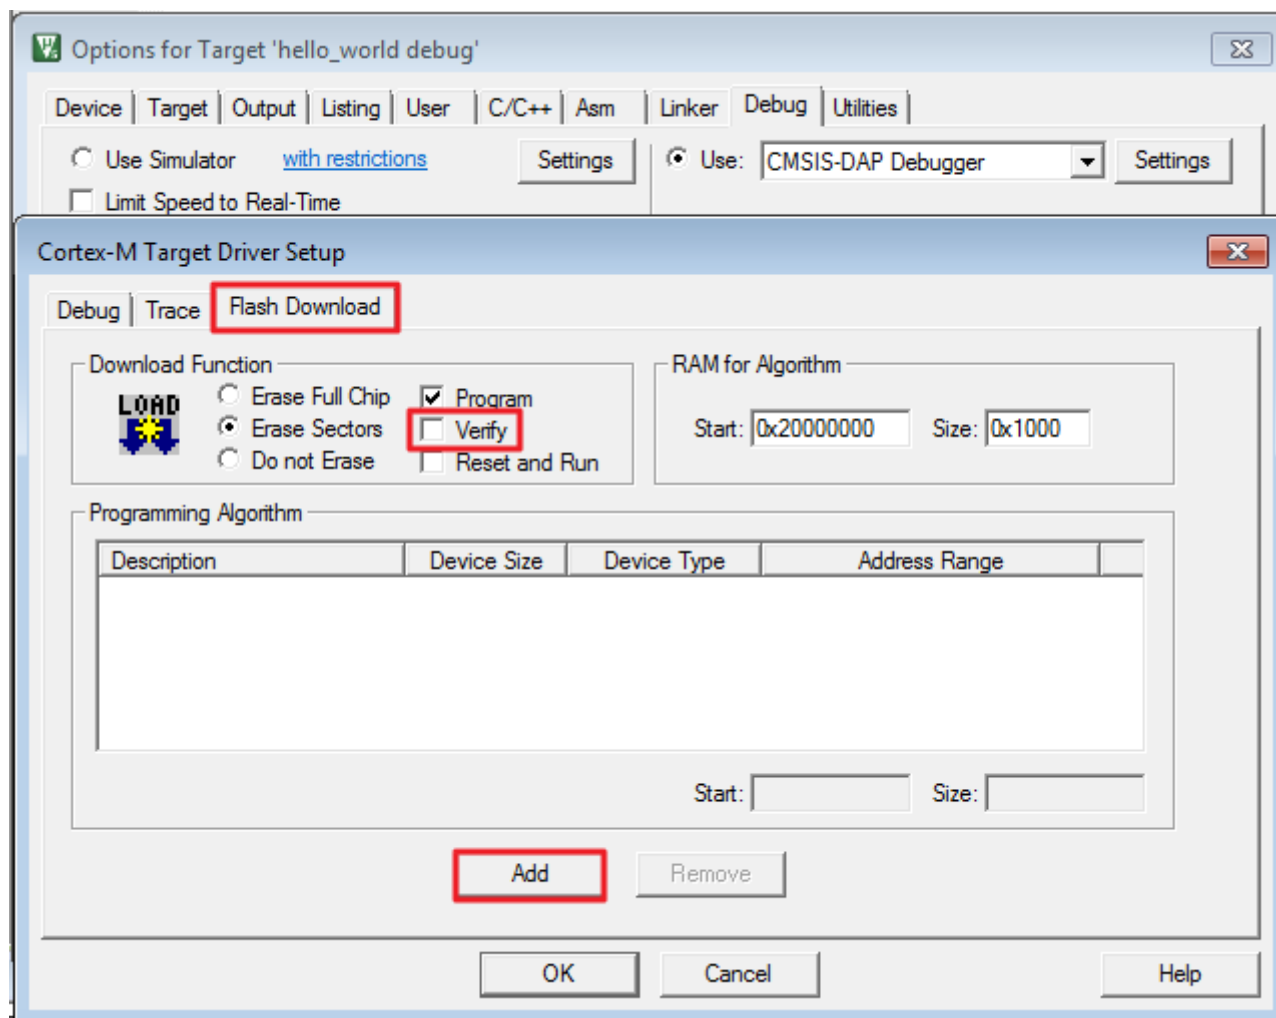 Options for Target 'hello_world debug'
Device Target Output Listing User C/C++ Asm Linker Debug Utilities
Use Simulator with restrictions Settings Use: CMSIS-DAP Debugger Settings
Limit Speed to Real-Time
Cortex-M Target Driver Setup
Debug Trace Flash Download
Download Function
LOAD
Erase Full Chip Program
Erase Sectors Verify
Do not Erase Reset and Run
RAM for Algorithm
Start: 0x20000000 Size: 0x1000
Programming Algorithm
Description Device Size Device Type Address Range
Start: Size:
Add Remove
OK Cancel Help